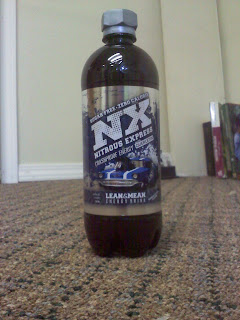 SUGAR FREE · ZERO CALORIE
NX
NITROUS EXPRESS
LEAN & MEAN
ENERGY DRINK